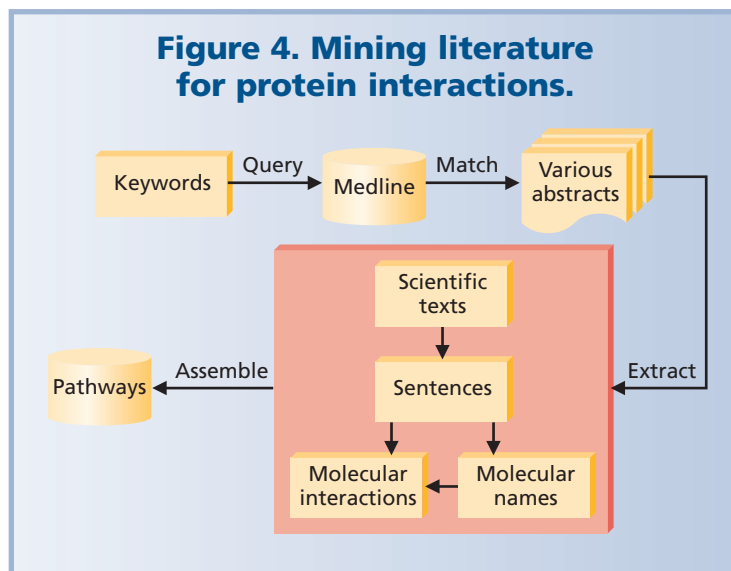 Figure 4. Mining literature
for protein interactions.
Keywords
Query
Medline
Match
Various
abstracts
Scientific
texts
Sentences
Molecular
interactions
Molecular
names
Extract
Assemble
Pathways